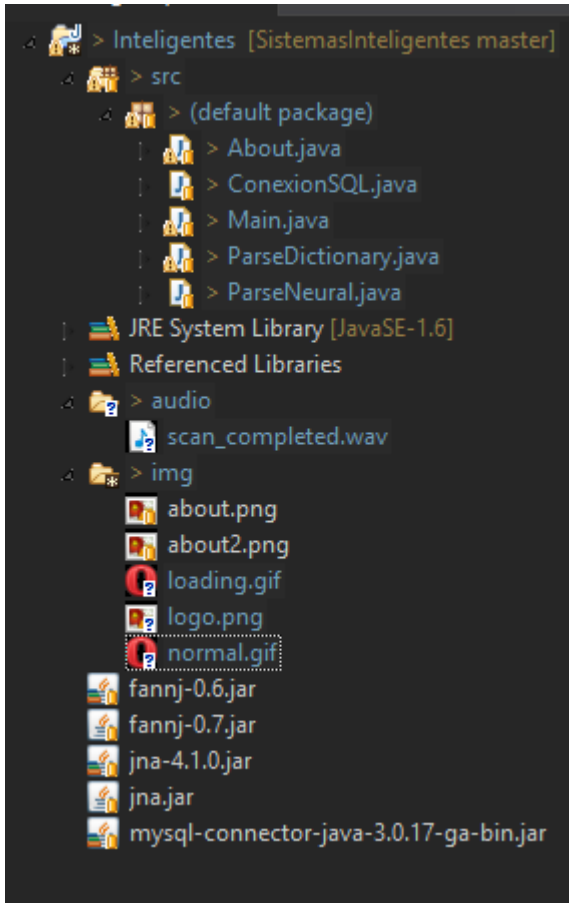 > Inteligentes [SistemasInteligentes master]
> src
> (default package)
> About.java
> ConexionSQL.java
> Main.java
> ParseDictionary.java
> ParseNeural.java
JRE System Library [JavaSE-1.6]
Referenced Libraries
> audio
scan_completed.wav
> img
about.png
about2.png
loading.gif
logo.png
normal.gif
fannj-0.6.jar
fannj-0.7.jar
jna-4.1.0.jar
jna.jar
mysql-connector-java-3.0.17-ga-bin.jar